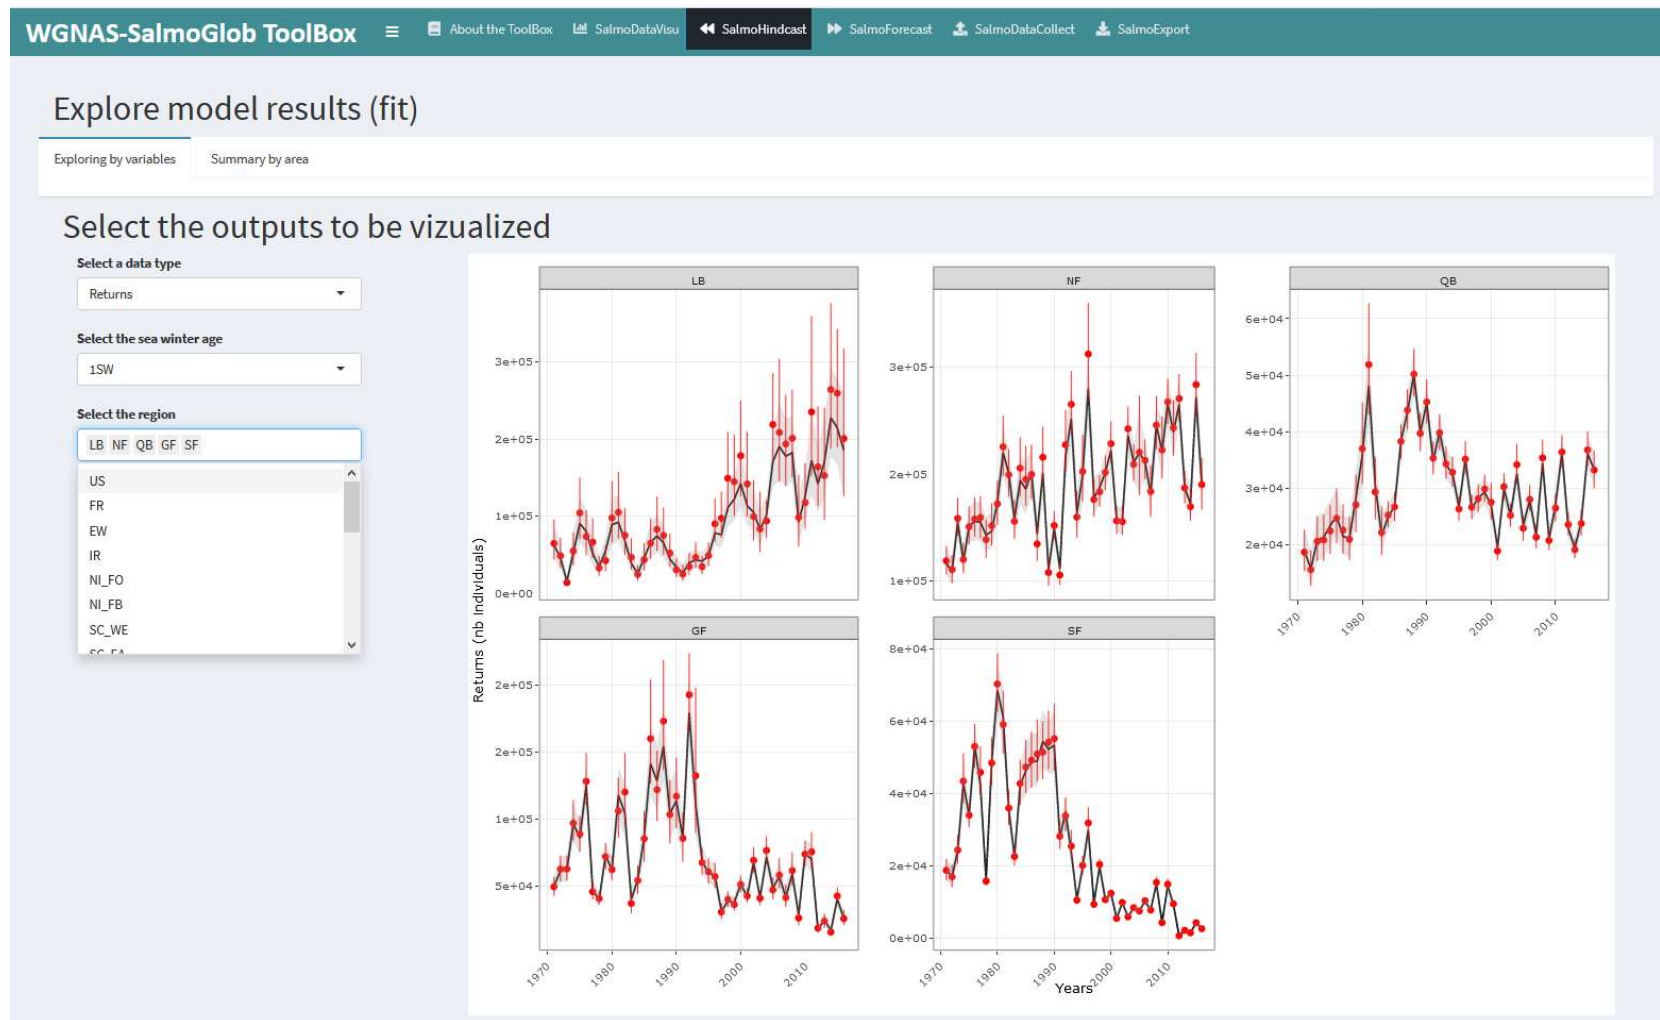 WGNAS-SalmoGlob ToolBox
About the ToolBox
SalmoDataVisu
SalmoHindcast
SalmoForecast
SalmoDataCollect
SalmoExport
Explore model results (fit)
Exploring by variables
Summary by area
Select the outputs to be vizualized
Select a data type
Returns
Select the sea winter age
1SW
Select the region
LB NF QB GF SF
US
FR
EW
IR
NI_FO
NI_FB
SC_WE
SC_EA
Returns (nb individuals)
LB
3e+05
2e+05
1e+05
0e+00
NF
3e+05
2e+05
1e+05
QB
6e+04
5e+04
4e+04
3e+04
2e+04
1970 1980 1990 2000 2010
GF
2e+05
2e+05
1e+05
5e+04
1970 1980 1990 2000 2010
SF
8e+04
6e+04
4e+04
2e+04
0e+00
1970 1980 1990 2000 2010
Years